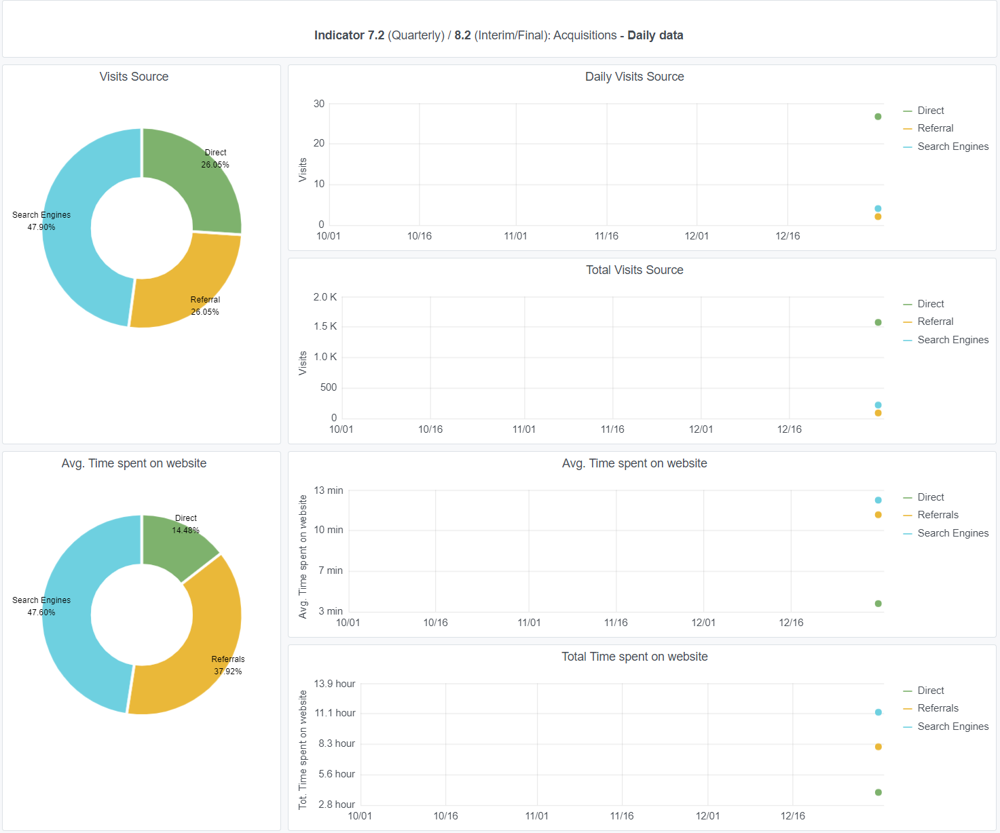 Indicator 7.2 (Quarterly) / 8.2 (Interim/Final): Acquisitions - Daily data
Visits Source
Direct
26.05%
Search Engines
47.90%
Referral
26.05%
Daily Visits Source
30
20
10
0
Visits
10/01 10/16 11/01 11/16 12/01 12/16
Direct
Referral
Search Engines
Total Visits Source
2.0 K
1.5 K
1.0 K
500
0
Visits
10/01 10/16 11/01 11/16 12/01 12/16
Direct
Referral
Search Engines
Avg. Time spent on website
Direct
14.48%
Search Engines
47.60%
Referrals
37.92%
Avg. Time spent on website
13 min
10 min
7 min
3 min
Avg. Time spent on website
10/01 10/16 11/01 11/16 12/01 12/16
Direct
Referrals
Search Engines
Total Time spent on website
13.9 hour
11.1 hour
8.3 hour
5.6 hour
2.8 hour
Tot. Time spent on website
10/01 10/16 11/01 11/16 12/01 12/16
Direct
Referrals
Search Engines